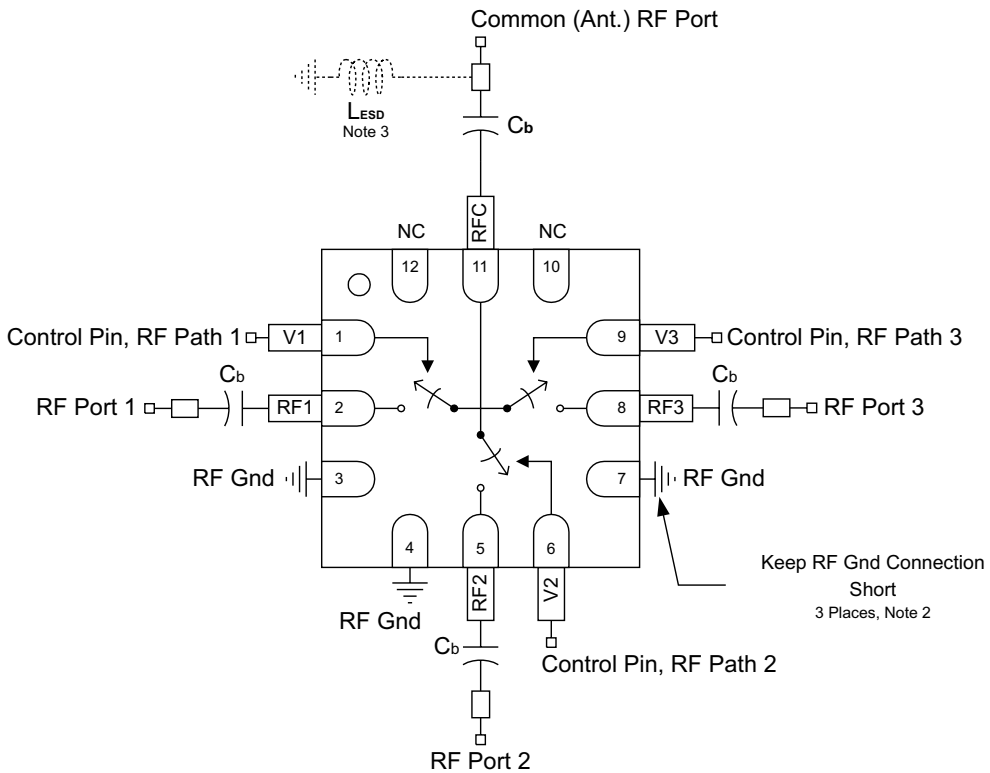 Common (Ant.) RF Port
LESD
Note 3
Cb
RFC
NC
NC
12
11
10
Control Pin, RF Path 1
V1
1
9
V3
Control Pin, RF Path 3
Cb
Cb
RF Port 1
RF1
2
8
RF3
RF Port 3
RF Gnd
3
7
RF Gnd
4
5
6
Keep RF Gnd Connection
Short
3 Places, Note 2
RF2
V2
RF Gnd
Cb
Control Pin, RF Path 2
RF Port 2